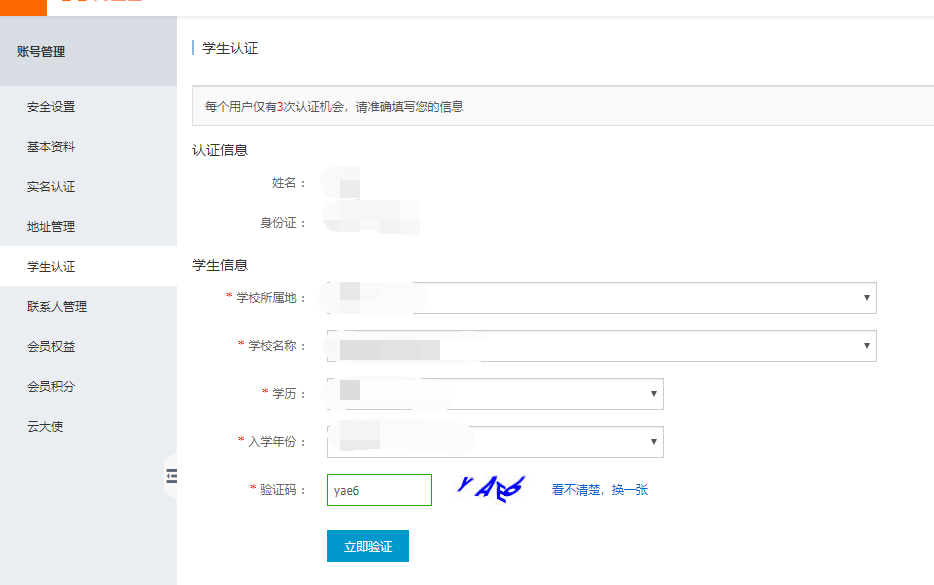 账号管理
安全设置
基本资料
实名认证
地址管理
学生认证
联系人管理
会员权益
会员积分
云大使
学生认证
每个用户仅有3次认证机会，请准确填写您的信息
认证信息
姓名：
身份证：
学生信息
* 学校所属地：
* 学校名称：
* 学历：
* 入学年份：
* 验证码： yae6 YAE6 看不清楚，换一张
立即验证